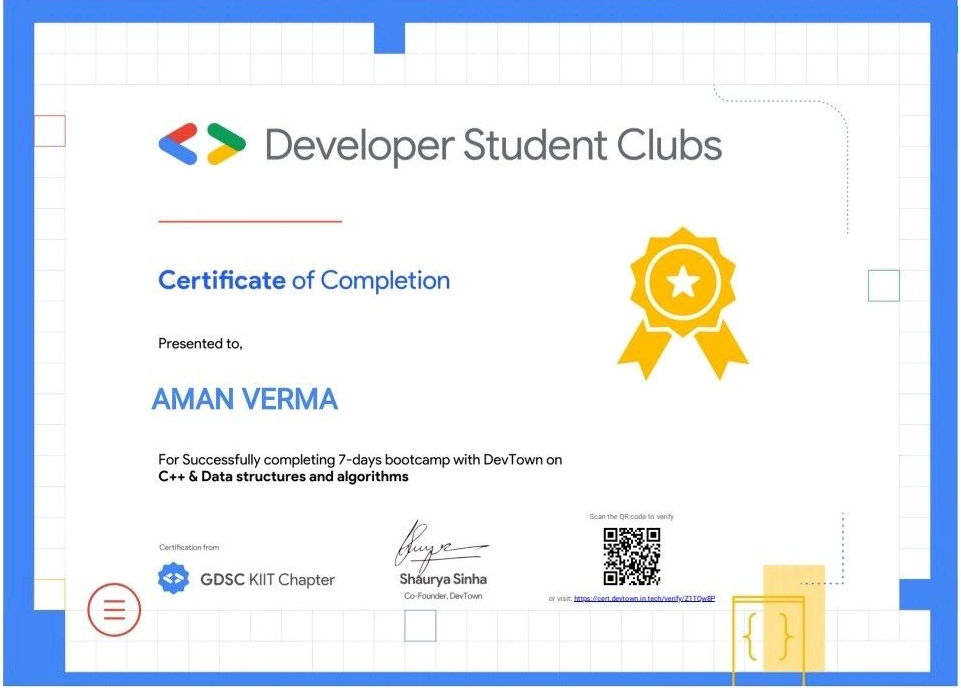 Developer Student Clubs
Certificate of Completion
Presented to,
AMAN VERMA
For Successfully completing 7-days bootcamp with DevTown on
C++ & Data structures and algorithms
Certification from
GDSC KIIT Chapter
Shaurya Sinha
Co-Founder, DevTown
Scan the QR code to verify
or visit: https://cert.devtown.in.tech/verify/Z1TQw8P